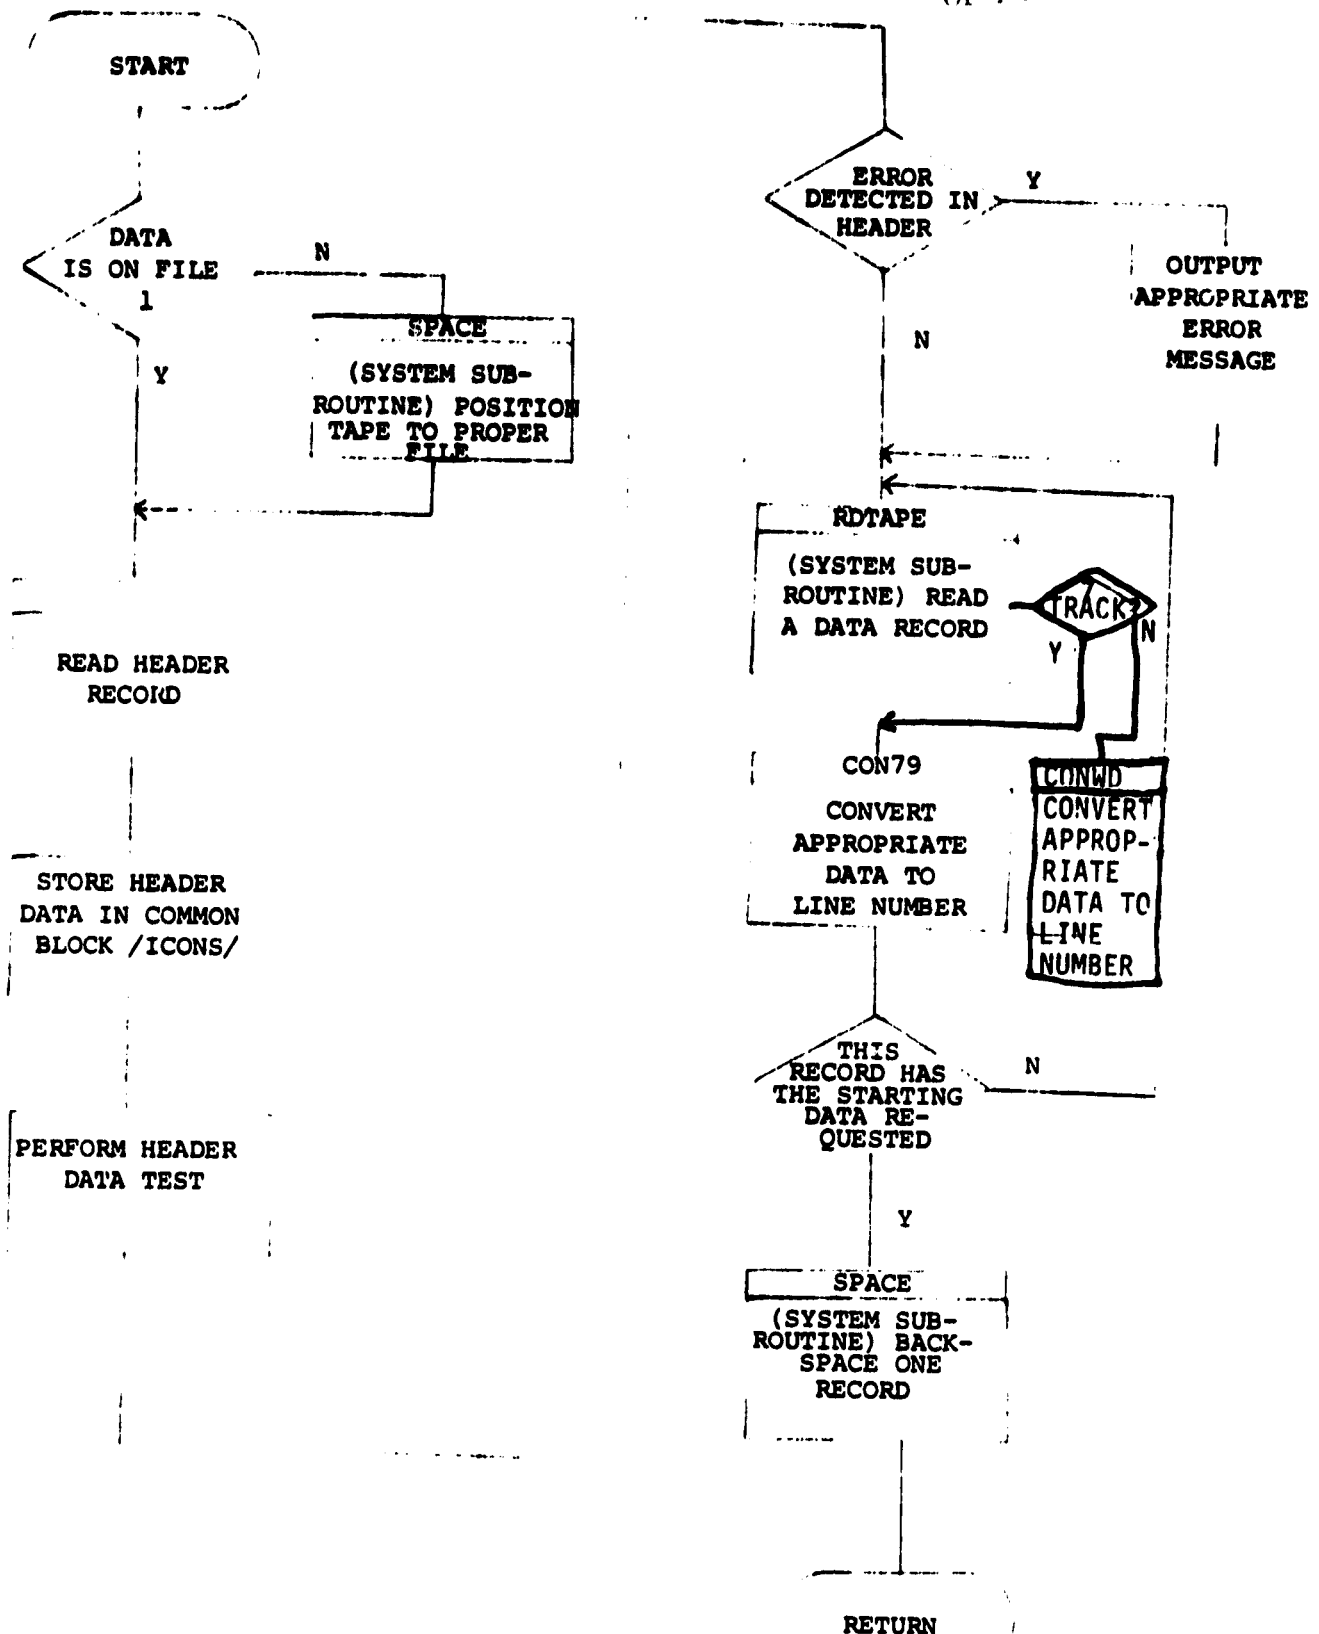 START
DATA
IS ON FILE
1
N
Y
SPACE
(SYSTEM SUB-
ROUTINE) POSITION
TAPE TO PROPER
FILE
READ HEADER
RECORD
STORE HEADER
DATA IN COMMON
BLOCK /ICONS/
PERFORM HEADER
DATA TEST
ERROR
DETECTED IN
HEADER
Y
N
OUTPUT
APPROPRIATE
ERROR
MESSAGE
RDTAPE
(SYSTEM SUB-
ROUTINE) READ
A DATA RECORD
TRACK?
Y
N
CON79
CONVERT
APPROPRIATE
DATA TO
LINE NUMBER
CONWD
CONVERT
APPROP-
RIATE
DATA TO
LINE
NUMBER
THIS
RECORD HAS
THE STARTING
DATA RE-
QUESTED
N
Y
SPACE
(SYSTEM SUB-
ROUTINE) BACK-
SPACE ONE
RECORD
RETURN